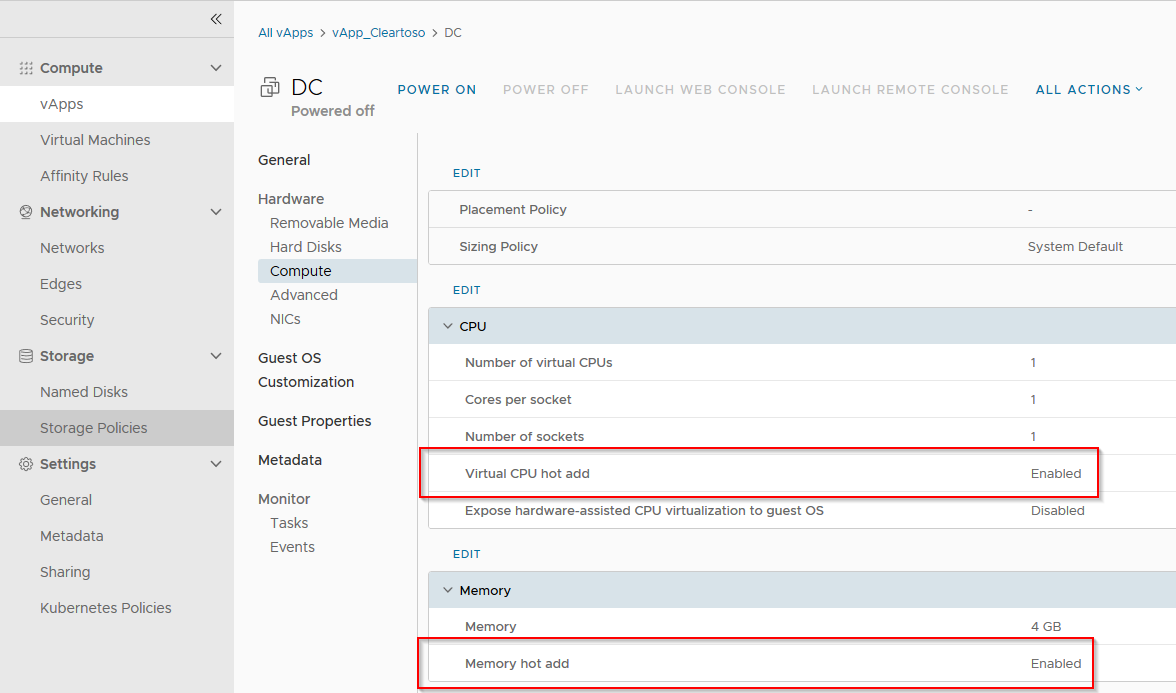 Compute
vApps
Virtual Machines
Affinity Rules
Networking
Networks
Edges
Security
Storage
Named Disks
Storage Policies
Settings
General
Metadata
Sharing
Kubernetes Policies
All vApps > vApp_Cleartoso > DC
DC
Powered off
POWER ON POWER OFF LAUNCH WEB CONSOLE LAUNCH REMOTE CONSOLE ALL ACTIONS
General
Hardware
Removable Media
Hard Disks
Compute
Advanced
NICs
Guest OS
Customization
Guest Properties
Metadata
Monitor
Tasks
Events
EDIT
Placement Policy -
Sizing Policy System Default
EDIT
CPU
Number of virtual CPUs 1
Cores per socket 1
Number of sockets 1
Virtual CPU hot add Enabled
Expose hardware-assisted CPU virtualization to guest OS Disabled
EDIT
Memory
Memory 4 GB
Memory hot add Enabled